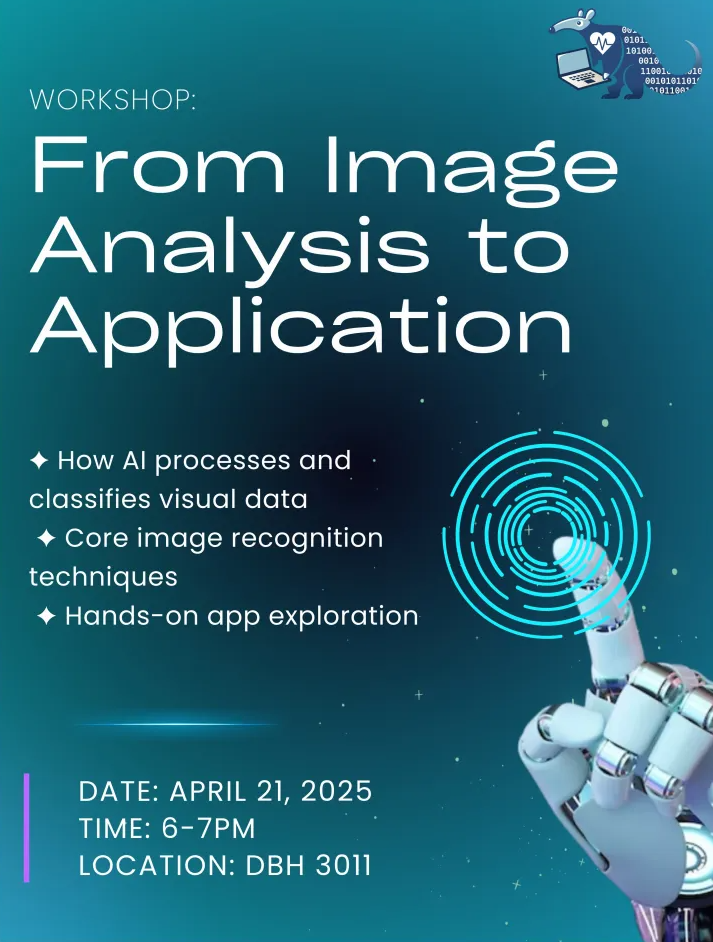 WORKSHOP:
From Image
Analysis to
Application
✦ How AI processes and
classifies visual data
✦ Core image recognition
techniques
✦ Hands-on app exploration
DATE: APRIL 21, 2025
TIME: 6-7PM
LOCATION: DBH 3011